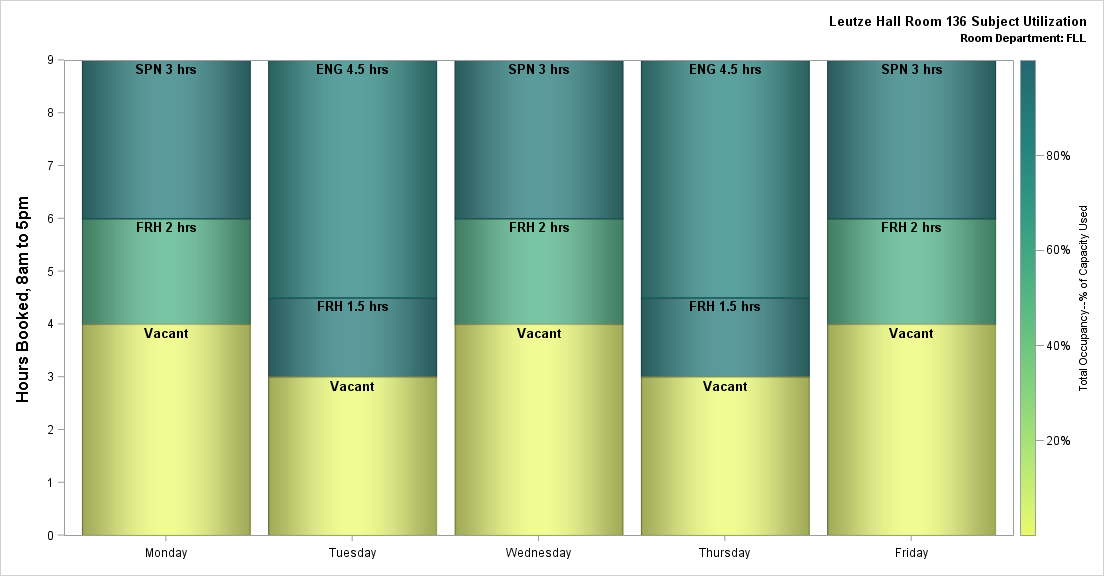 Leutze Hall Room 136 Subject Utilization
Room Department: FLL
Hours Booked, 8am to 5pm
9
8
7
6
5
4
3
2
1
0
SPN 3 hrs
FRH 2 hrs
Vacant
ENG 4.5 hrs
FRH 1.5 hrs
Vacant
SPN 3 hrs
FRH 2 hrs
Vacant
ENG 4.5 hrs
FRH 1.5 hrs
Vacant
SPN 3 hrs
FRH 2 hrs
Vacant
Monday
Tuesday
Wednesday
Thursday
Friday
80%
60%
40%
20%
Total Occupancy--% of Capacity Used